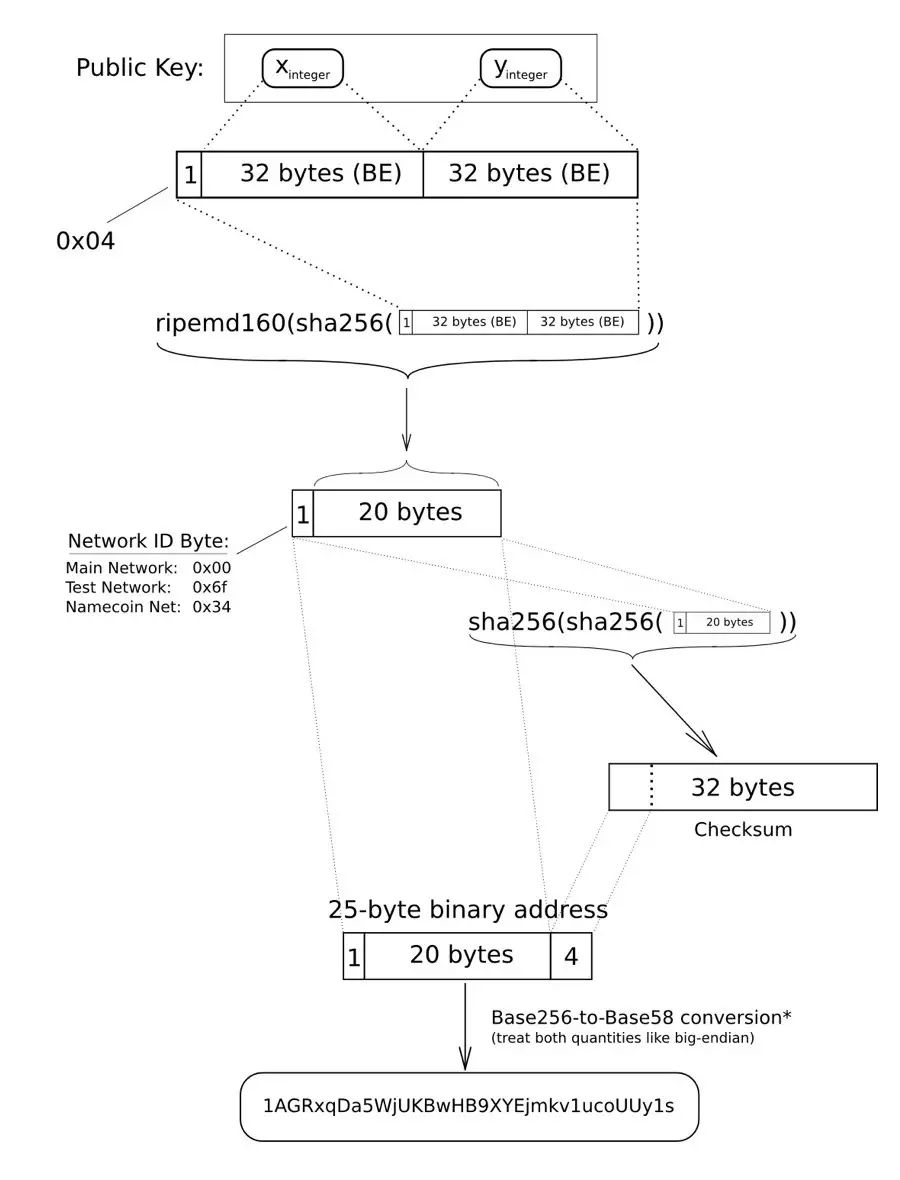 Public Key:
x integer
y integer
1
32 bytes (BE)
32 bytes (BE)
0x04
ripemd160(sha256( 1 32 bytes (BE) 32 bytes (BE) ))
1
20 bytes
Network ID Byte:
Main Network: 0x00
Test Network: 0x6f
Namecoin Net: 0x34
sha256(sha256( 1 20 bytes ))
32 bytes
Checksum
25-byte binary address
1
20 bytes
4
Base256-to-Base58 conversion*
(treat both quantities like big-endian)
1AGRxqDa5WjUKBwHB9XYEjmkv1ucoUUy1s